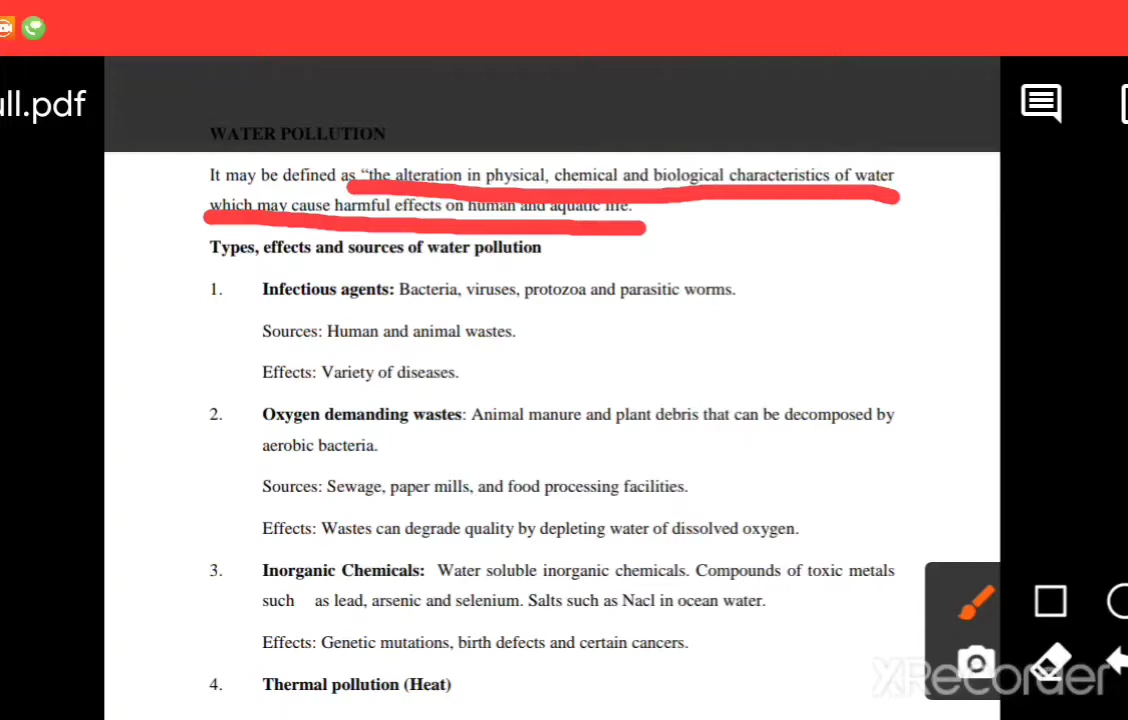 ull.pdf
WATER POLLUTION
It may be defined as “the alteration in physical, chemical and biological characteristics of water
which may cause harmful effects on human and aquatic life.
Types, effects and sources of water pollution
1. Infectious agents: Bacteria, viruses, protozoa and parasitic worms.
Sources: Human and animal wastes.
Effects: Variety of diseases.
2. Oxygen demanding wastes: Animal manure and plant debris that can be decomposed by
aerobic bacteria.
Sources: Sewage, paper mills, and food processing facilities.
Effects: Wastes can degrade quality by depleting water of dissolved oxygen.
3. Inorganic Chemicals: Water soluble inorganic chemicals. Compounds of toxic metals
such as lead, arsenic and selenium. Salts such as Nacl in ocean water.
Effects: Genetic mutations, birth defects and certain cancers.
4. Thermal pollution (Heat)
XRecorder